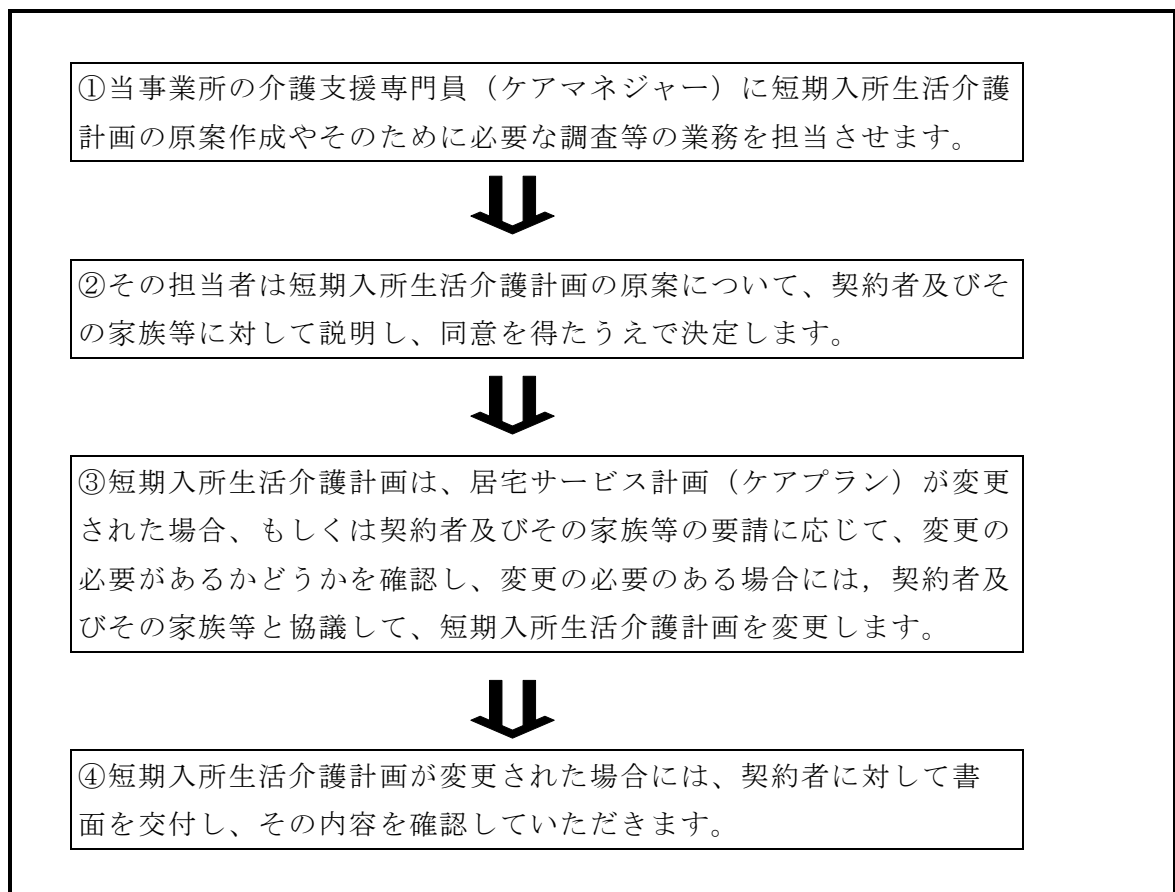 ①当事業所の介護支援専門員（ケアマネジャー）に短期入所生活介護
計画の原案作成やそのために必要な調査等の業務を担当させます。
②その担当者は短期入所生活介護計画の原案について、契約者及びそ
の家族等に対して説明し、同意を得たうえで決定します。
③短期入所生活介護計画は、居宅サービス計画（ケアプラン）が変更
された場合、もしくは契約者及びその家族等の要請に応じて、変更の
必要があるかどうかを確認し、変更の必要のある場合には，契約者及
びその家族等と協議して、短期入所生活介護計画を変更します。
④短期入所生活介護計画が変更された場合には、契約者に対して書
面を交付し、その内容を確認していただきます。